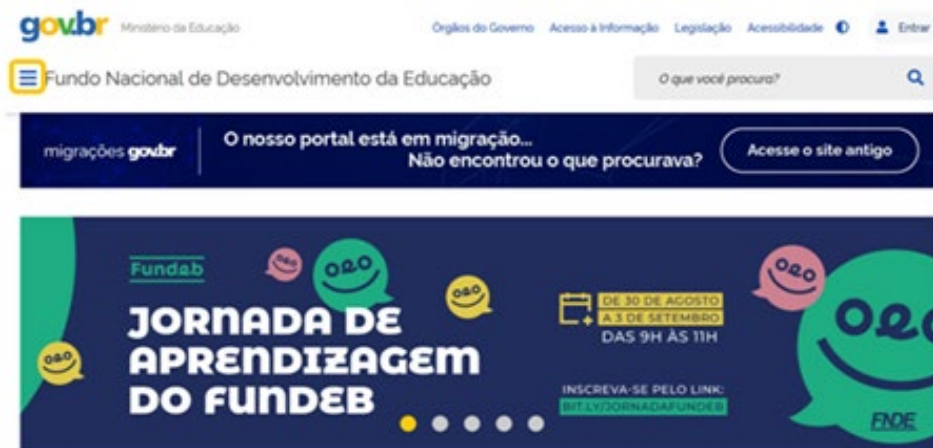 gov.br Ministério da Educação
Órgãos do Governo Acesso à Informação Legislação Acessibilidade Entrar
Fundo Nacional de Desenvolvimento da Educação
O que você procura?
migrações gov.br
O nosso portal está em migração...
Não encontrou o que procurava?
Acesse o site antigo
Fundeb
JORNADA DE
APRENDIZAGEM
DO FUNDEB
DE 30 DE AGOSTO
A 3 DE SETEMBRO
DAS 9H ÀS 11H
INSCREVA-SE PELO LINK:
BIT.LY/JORNADAFUNDEB
FNDE